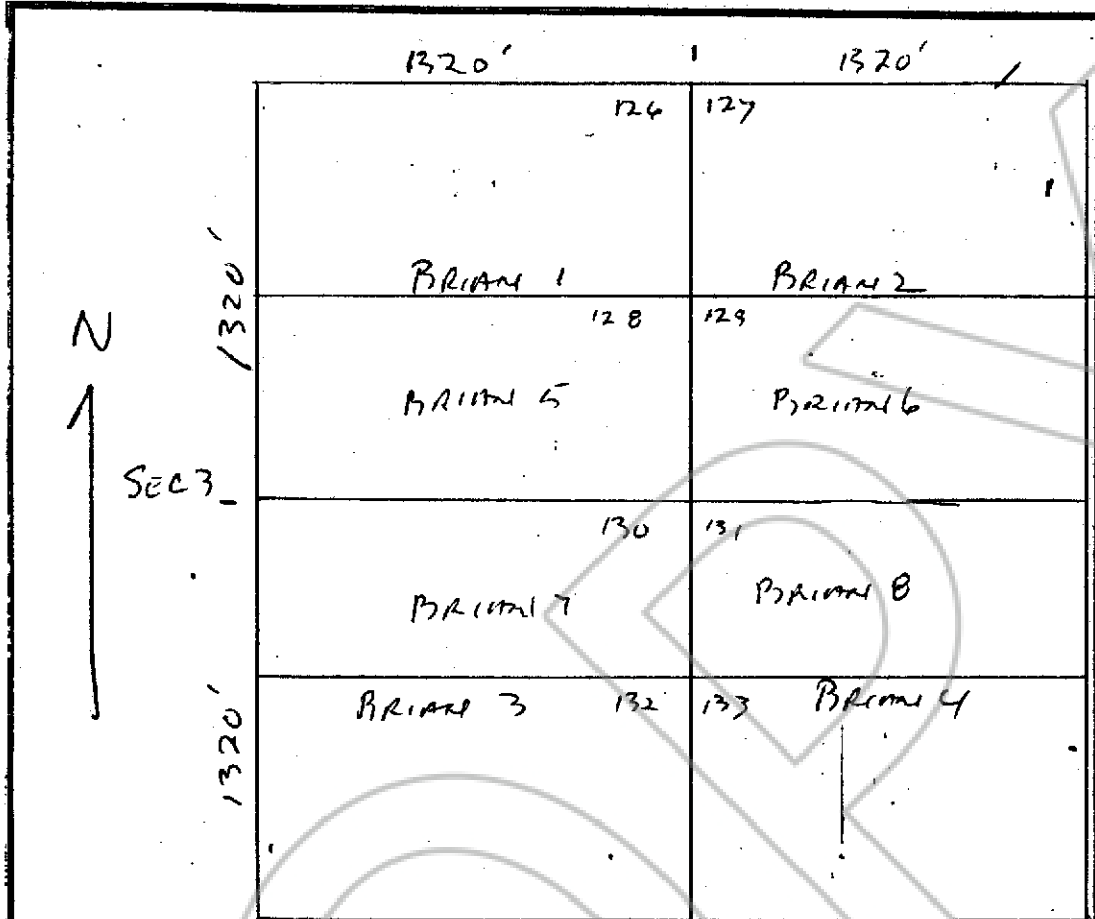 1320' 1320'
126 127
1320'
BRIAN 1 BRIAN 2
128 129
N
BRIAN 5 BRIAN 6
SEC 3
130 131
BRIAN 7 BRIAN 8
BRIAN 3 132 133 BRIAN 4
1320'